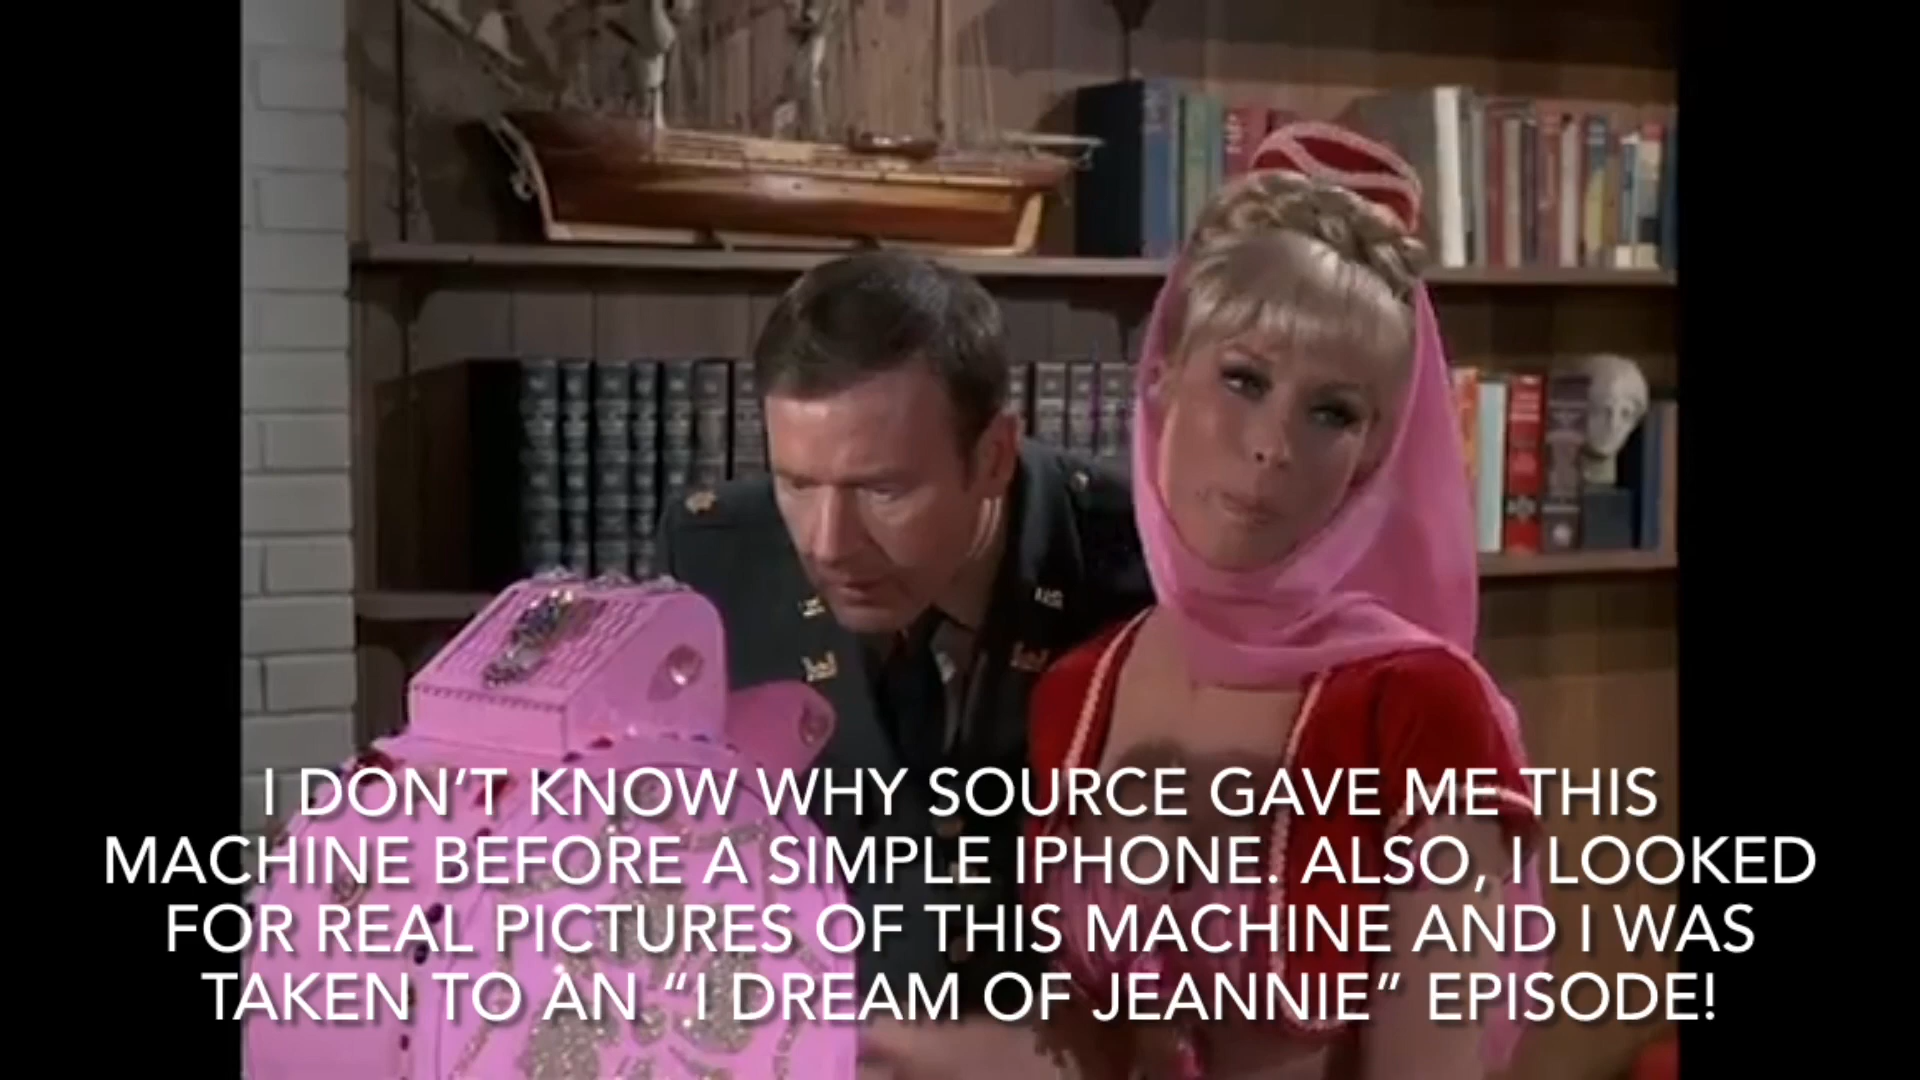 I DON'T KNOW WHY SOURCE GAVE ME THIS
MACHINE BEFORE A SIMPLE IPHONE. ALSO, I LOOKED
FOR REAL PICTURES OF THIS MACHINE AND I WAS
TAKEN TO AN “I DREAM OF JEANNIE” EPISODE!